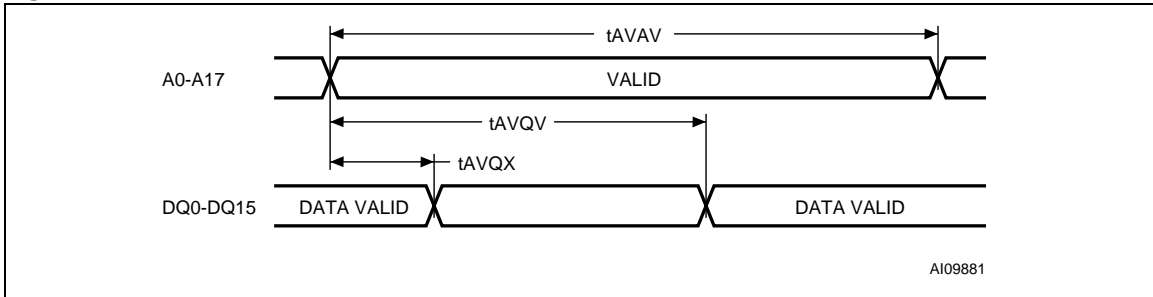 tAVAV
A0-A17 VALID
tAVQV
tAVQX
DQ0-DQ15 DATA VALID DATA VALID
AI09881